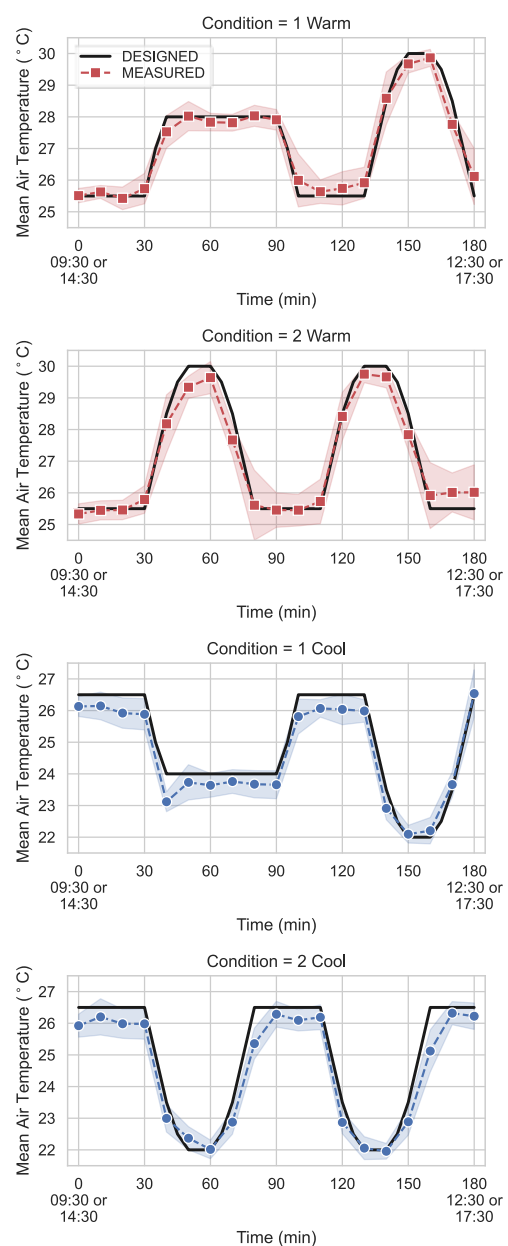 Condition = 1 Warm
Mean Air Temperature (°C)
30
29
28
27
26
25
DESIGNED
MEASURED
0 30 60 90 120 150 180
09:30 or 12:30 or
14:30 17:30
Time (min)
Condition = 2 Warm
Mean Air Temperature (°C)
30
29
28
27
26
25
0 30 60 90 120 150 180
09:30 or 12:30 or
14:30 17:30
Time (min)
Condition = 1 Cool
Mean Air Temperature (°C)
27
26
25
24
23
22
0 30 60 90 120 150 180
09:30 or 12:30 or
14:30 17:30
Time (min)
Condition = 2 Cool
Mean Air Temperature (°C)
27
26
25
24
23
22
0 30 60 90 120 150 180
09:30 or 12:30 or
14:30 17:30
Time (min)